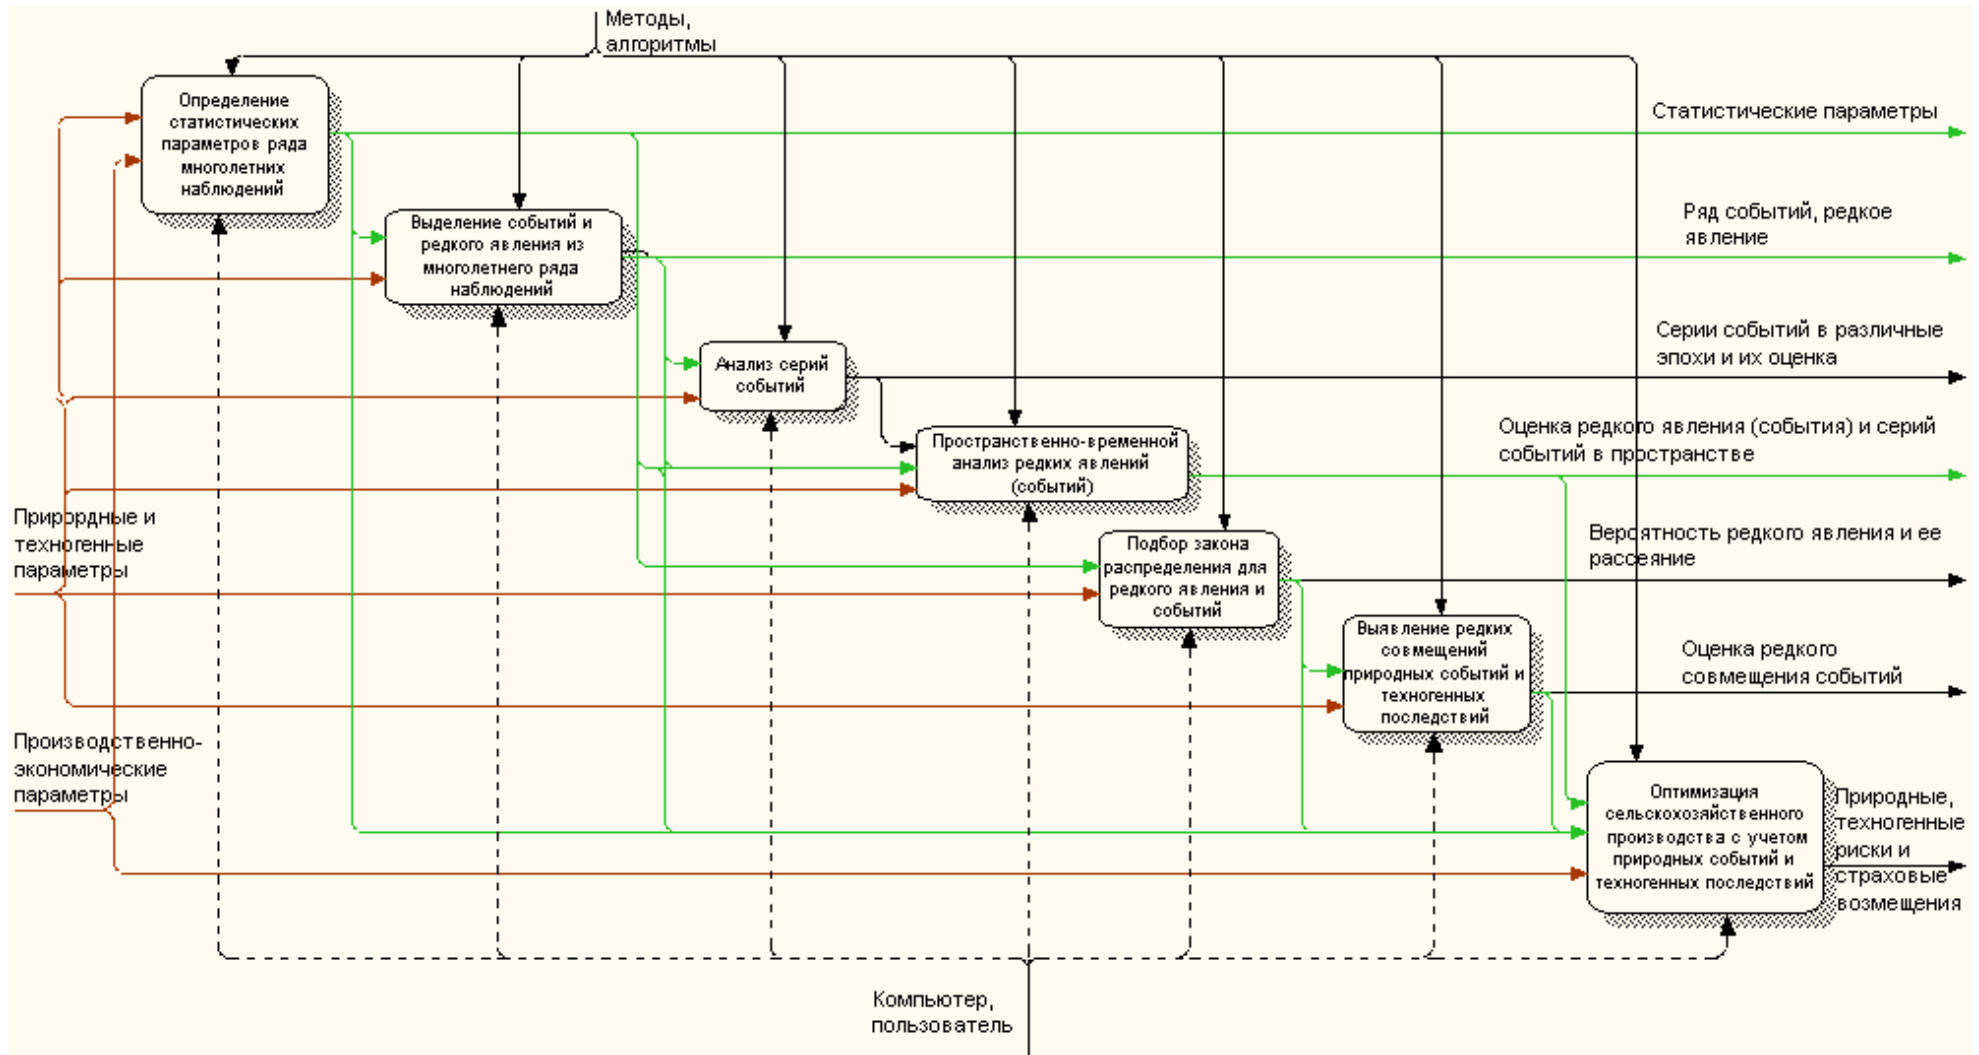 Методы,
алгоритмы
Определение
статистических
параметров ряда
многолетних
наблюдений
Статистические параметры
Выделение событий и
редкого явления из
многолетнего ряда
наблюдений
Ряд событий, редкое
явление
Анализ серий
событий
Серии событий в различные
эпохи и их оценка
Пространственно-временной
анализ редких явлений
(событий)
Оценка редкого явления (события) и серий
событий в пространстве
Прирордные и
техногенные
параметры
Подбор закона
распределения для
редкого явления и
событий
Вероятность редкого явления и ее
рассеяние
Выявление редких
совмещений
природных событий и
техногенных
последствий
Оценка редкого
совмещения событий
Производственно-
экономические
параметры
Оптимизация
сельскохозяйственного
производства с учетом
природных событий и
техногенных последствий
Природные,
техногенные
риски и
страховые
возмещения
Компьютер,
пользователь